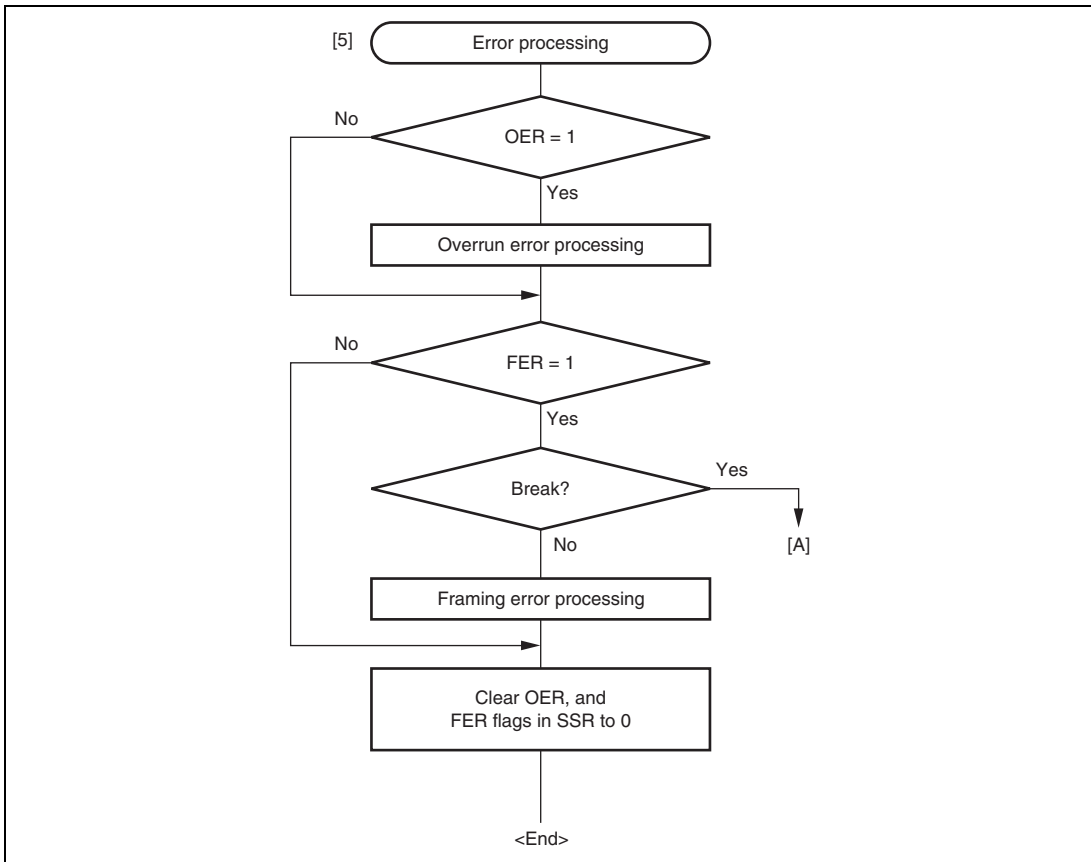 [5]
Error processing
No
OER = 1
Yes
Overrun error processing
No
FER = 1
Yes
Break?
Yes
[A]
No
Framing error processing
Clear OER, and
FER flags in SSR to 0
<End>